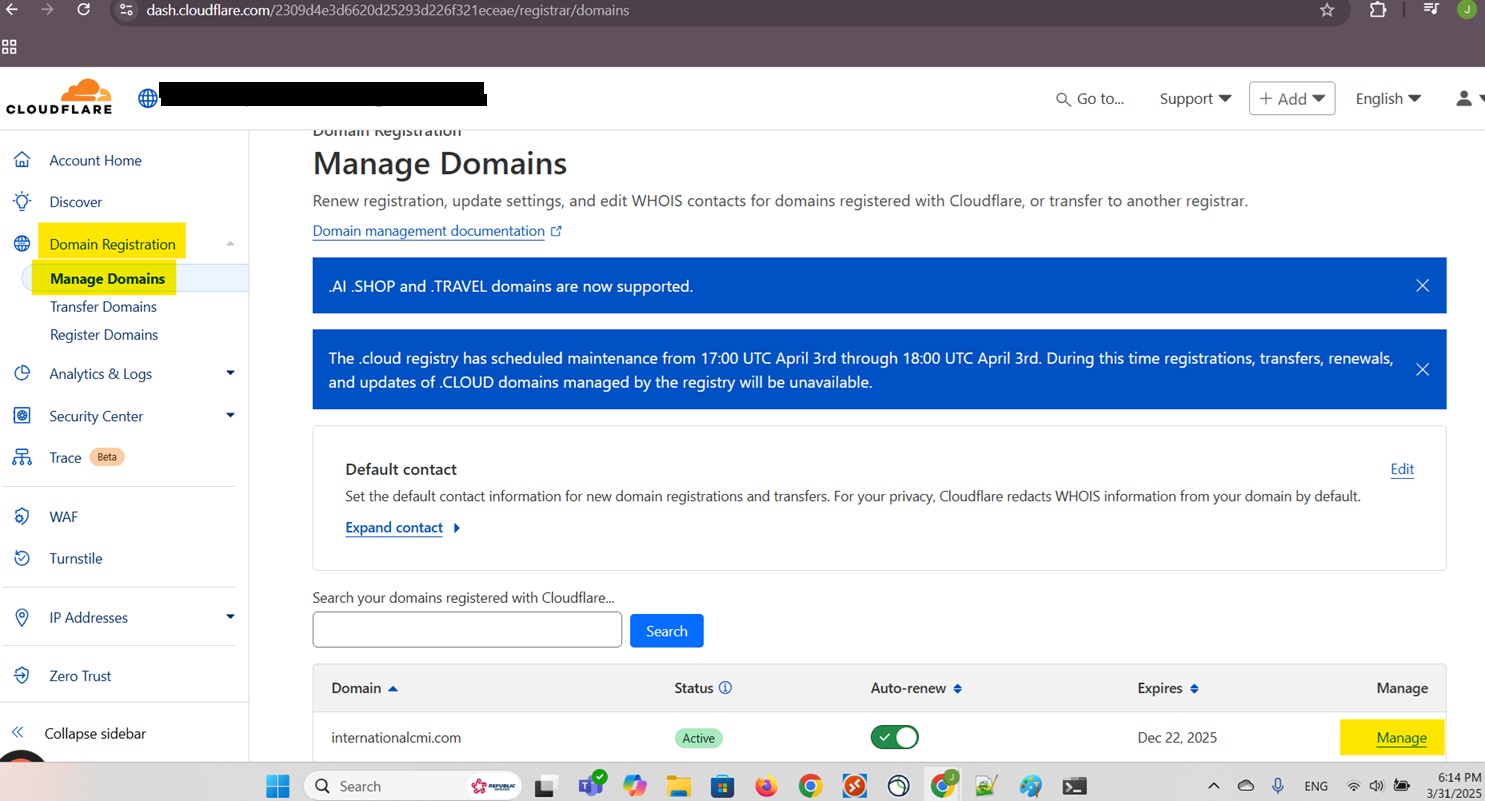 dash.cloudflare.com/2309d4e3d6620d25293d226f321eceae/registrar/domains
J
CLOUDFLARE
Go to...
Support
+ Add
English
Account Home
Discover
Domain Registration
Manage Domains
Transfer Domains
Register Domains
Analytics & Logs
Security Center
Trace Beta
WAF
Turnstile
IP Addresses
Zero Trust
Collapse sidebar
Domain Registration
Manage Domains
Renew registration, update settings, and edit WHOIS contacts for domains registered with Cloudflare, or transfer to another registrar.
Domain management documentation
.AI .SHOP and .TRAVEL domains are now supported.
The .cloud registry has scheduled maintenance from 17:00 UTC April 3rd through 18:00 UTC April 3rd. During this time registrations, transfers, renewals,
and updates of .CLOUD domains managed by the registry will be unavailable.
Default contact
Edit
Set the default contact information for new domain registrations and transfers. For your privacy, Cloudflare redacts WHOIS information from your domain by default.
Expand contact
Search your domains registered with Cloudflare...
Search
Domain Status Auto-renew Expires Manage
internationalcmi.com Active Dec 22, 2025 Manage
Search
REPUBLIC
ENG
6:14 PM
3/31/2025